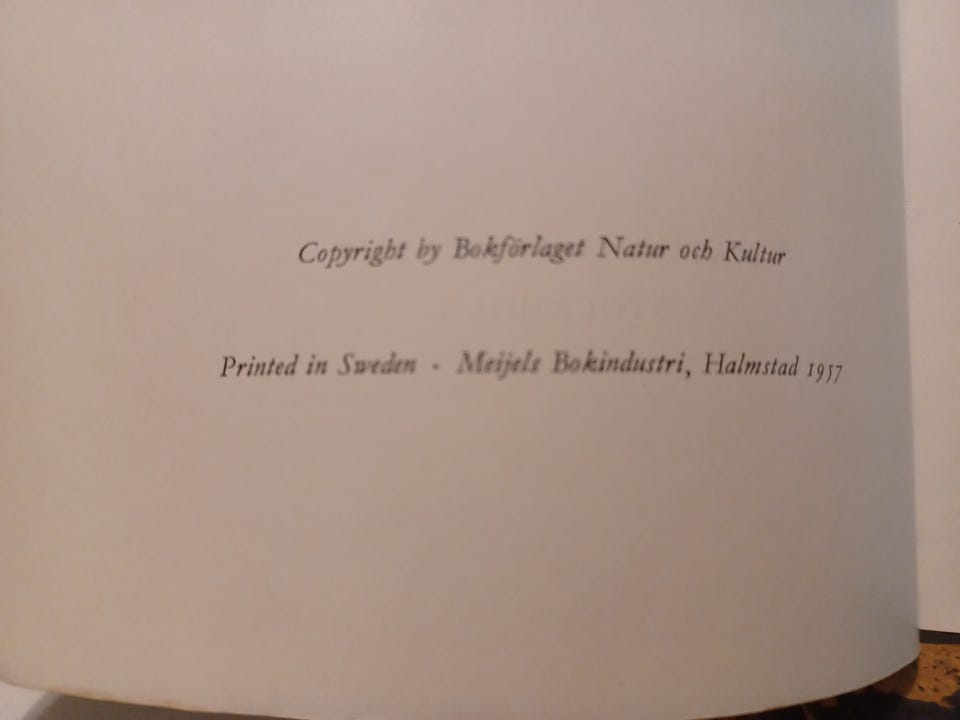 Copyright by Bokförlaget Natur och Kultur
Printed in Sweden · Meijels Bokindustri, Halmstad 1957